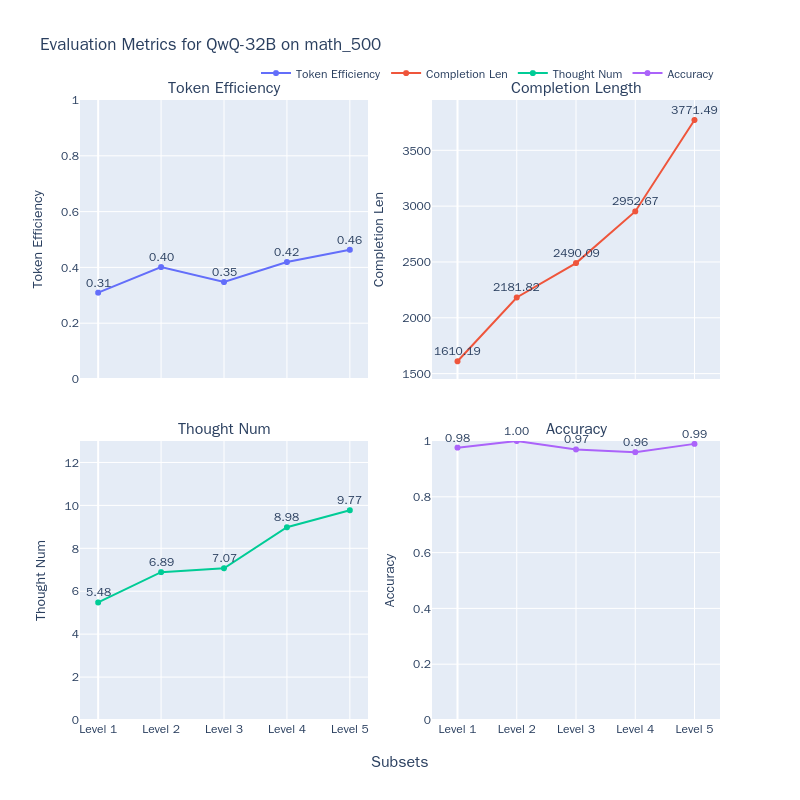 Evaluation Metrics for QwQ-32B on math_500
Token Efficiency
Completion Len
Thought Num
Accuracy
Token Efficiency
Token Efficiency
1
0.8
0.6
0.4
0.2
0
0.31
0.40
0.35
0.42
0.46
Completion Length
Completion Len
3500
3000
2500
2000
1500
1610.19
2181.82
2490.09
2952.67
3771.49
Thought Num
Thought Num
12
10
8
6
4
2
0
5.48
6.89
7.07
8.98
9.77
Level 1
Level 2
Level 3
Level 4
Level 5
Accuracy
Accuracy
1
0.8
0.6
0.4
0.2
0
0.98
1.00
0.97
0.96
0.99
Level 1
Level 2
Level 3
Level 4
Level 5
Subsets